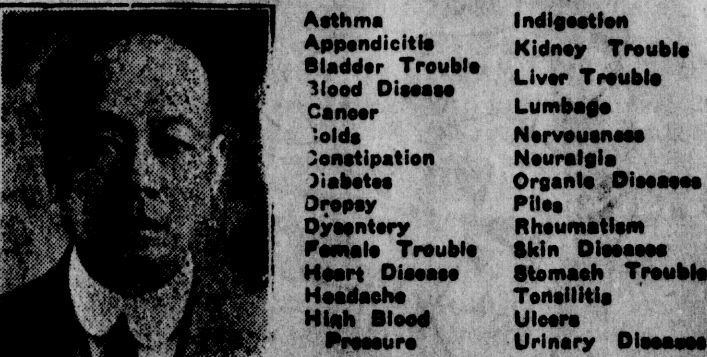 Asthma
Appendicitis
Bladder Trouble
Blood Disease
Cancer
Colds
Constipation
Diabetes
Dropsy
Dysentery
Female Trouble
Heart Disease
Headache
High Blood
Pressure
Indigestion
Kidney Trouble
Liver Trouble
Lumbago
Nervousness
Neuralgia
Organic Diseases
Piles
Rheumatism
Skin Diseases
Stomach Trouble
Tonsilitis
Ulcers
Urinary Diseases